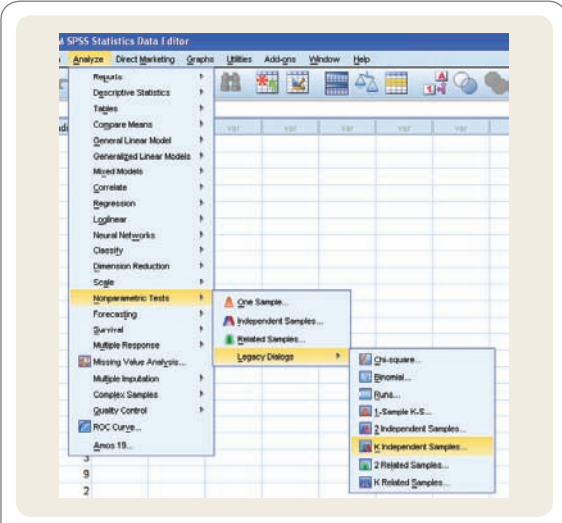 SPSS Statistics Data Editor
Analyze Direct Marketing Graphs Utilities Add-ons Window Help
Reports
Descriptive Statistics
Tables
Compare Means
var var var var var
General Linear Model
Generalized Linear Models
Mixed Models
Correlate
Regression
Loglinear
Neural Networks
Classify
Dimension Reduction
Scale
Nonparametric Tests
Forecasting
Survival
Multiple Response
Missing Value Analysis...
Multiple Imputation
Complex Samples
Quality Control
ROC Curve...
Amos 19...
One Sample...
Independent Samples...
Related Samples...
Legacy Dialogs
Chi-square...
Binomial...
Runs...
1-Sample K-S...
2 Independent Samples...
K Independent Samples...
2 Related Samples...
K Related Samples...
3
9
2